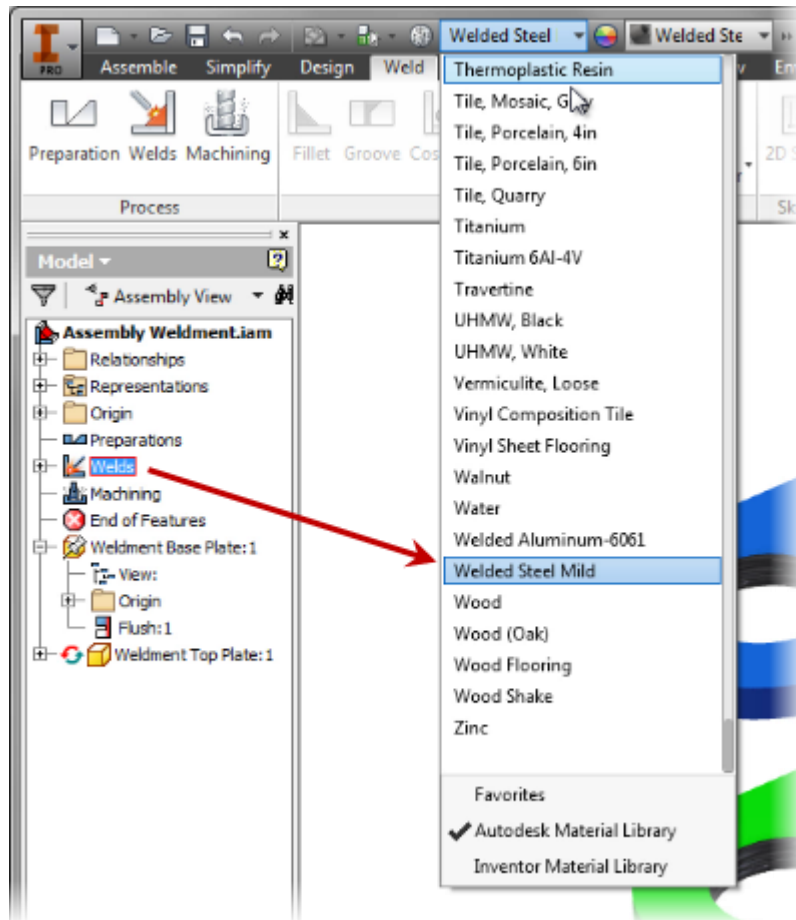 PRO
Welded Steel
Welded Ste
Assemble Simplify Design Weld
Preparation Welds Machining
Fillet Groove Cos
2D S
Process
Sk
Model
Assembly View
Assembly Weldment.iam
Relationships
Representations
Origin
Preparations
Welds
Machining
End of Features
Weldment Base Plate:1
View:
Origin
Flush:1
Weldment Top Plate:1
Thermoplastic Resin
Tile, Mosaic, G y
Tile, Porcelain, 4in
Tile, Porcelain, 6in
Tile, Quarry
Titanium
Titanium 6Al-4V
Travertine
UHMW, Black
UHMW, White
Vermiculite, Loose
Vinyl Composition Tile
Vinyl Sheet Flooring
Walnut
Water
Welded Aluminum-6061
Welded Steel Mild
Wood
Wood (Oak)
Wood Flooring
Wood Shake
Zinc
Favorites
Autodesk Material Library
Inventor Material Library